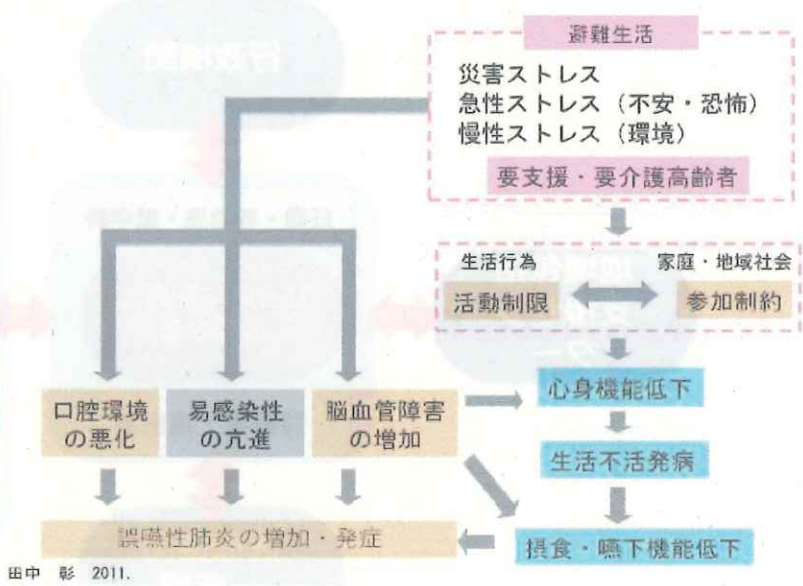 避難生活
災害ストレス
急性ストレス（不安・恐怖）
慢性ストレス（環境）
要支援・要介護高齢者
生活行為
家庭・地域社会
活動制限
参加制約
口腔環境
の悪化
易感染性
の亢進
脳血管障害
の増加
心身機能低下
生活不活発病
誤嚥性肺炎の増加・発症
摂食・嚥下機能低下
田中 彰 2011.